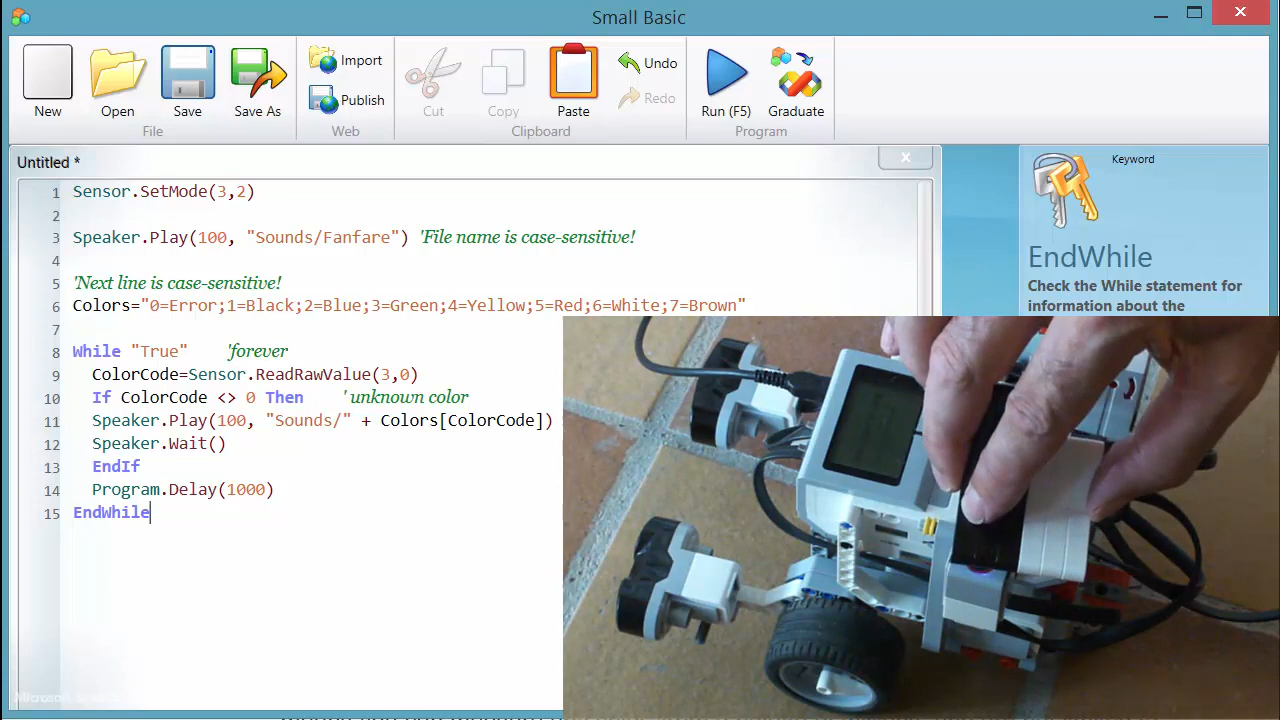 Small Basic
New
Open
Save
Save As
Import
Publish
Cut
Copy
Paste
Undo
Redo
Run (F5)
Graduate
File
Web
Clipboard
Program
Untitled *
1 Sensor.SetMode(3,2)
2
3 Speaker.Play(100, "Sounds/Fanfare") 'File name is case-sensitive!
4
5 'Next line is case-sensitive!
6 Colors="0=Error;1=Black;2=Blue;3=Green;4=Yellow;5=Red;6=White;7=Brown"
7
8 While "True" 'forever
9 ColorCode=Sensor.ReadRawValue(3,0)
10 If ColorCode <> 0 Then ' unknown color
11 Speaker.Play(100, "Sounds/" + Colors[ColorCode])
12 Speaker.Wait()
13 EndIf
14 Program.Delay(1000)
15 EndWhile
Keyword
EndWhile
Check the While statement for
information about the